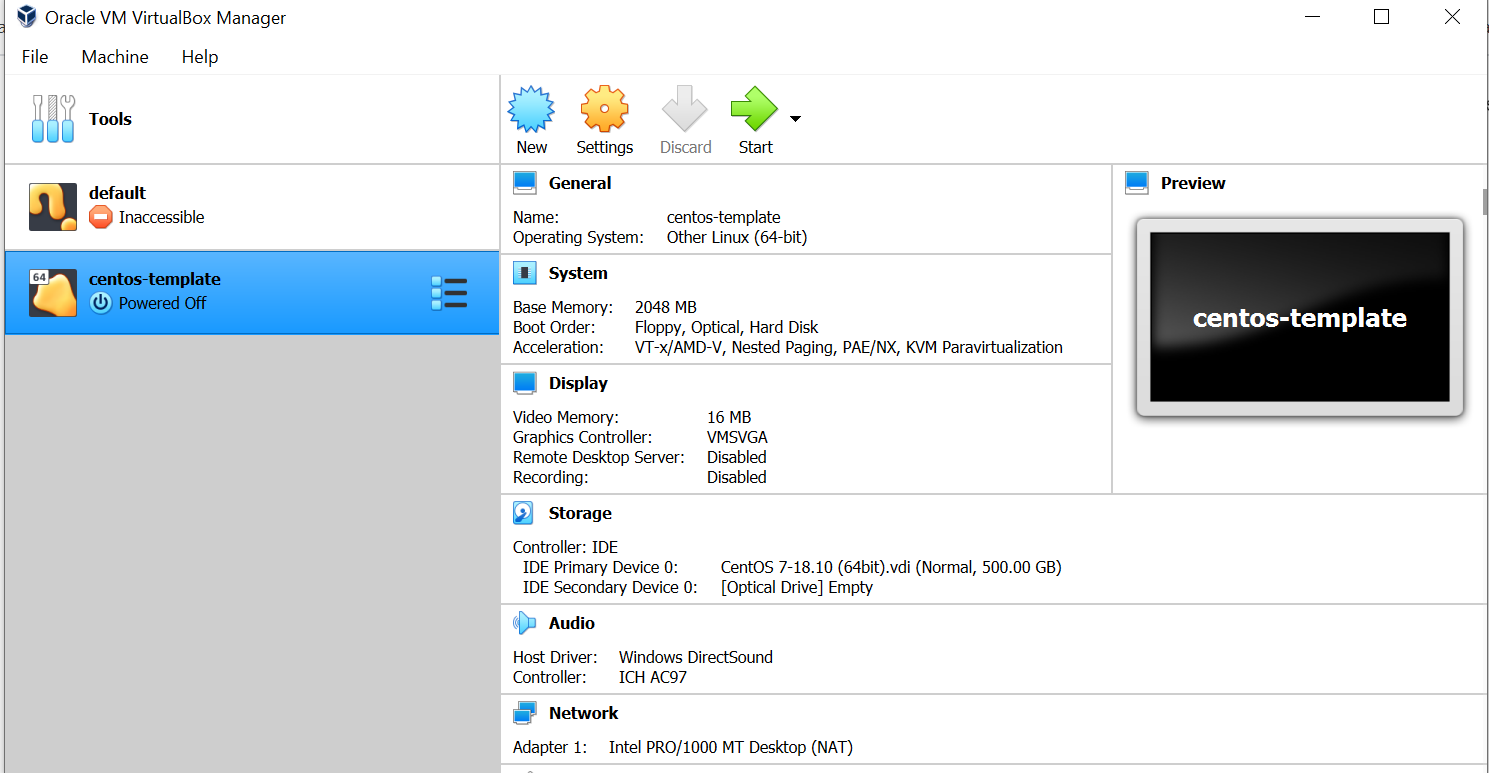 Oracle VM VirtualBox Manager
File Machine Help
Tools
New Settings Discard Start
default
Inaccessible
64
centos-template
Powered Off
General
Name: centos-template
Operating System: Other Linux (64-bit)
System
Base Memory: 2048 MB
Boot Order: Floppy, Optical, Hard Disk
Acceleration: VT-x/AMD-V, Nested Paging, PAE/NX, KVM Paravirtualization
Display
Video Memory: 16 MB
Graphics Controller: VMSVGA
Remote Desktop Server: Disabled
Recording: Disabled
Storage
Controller: IDE
IDE Primary Device 0: CentOS 7-18.10 (64bit).vdi (Normal, 500.00 GB)
IDE Secondary Device 0: [Optical Drive] Empty
Audio
Host Driver: Windows DirectSound
Controller: ICH AC97
Network
Adapter 1: Intel PRO/1000 MT Desktop (NAT)
Preview
centos-template